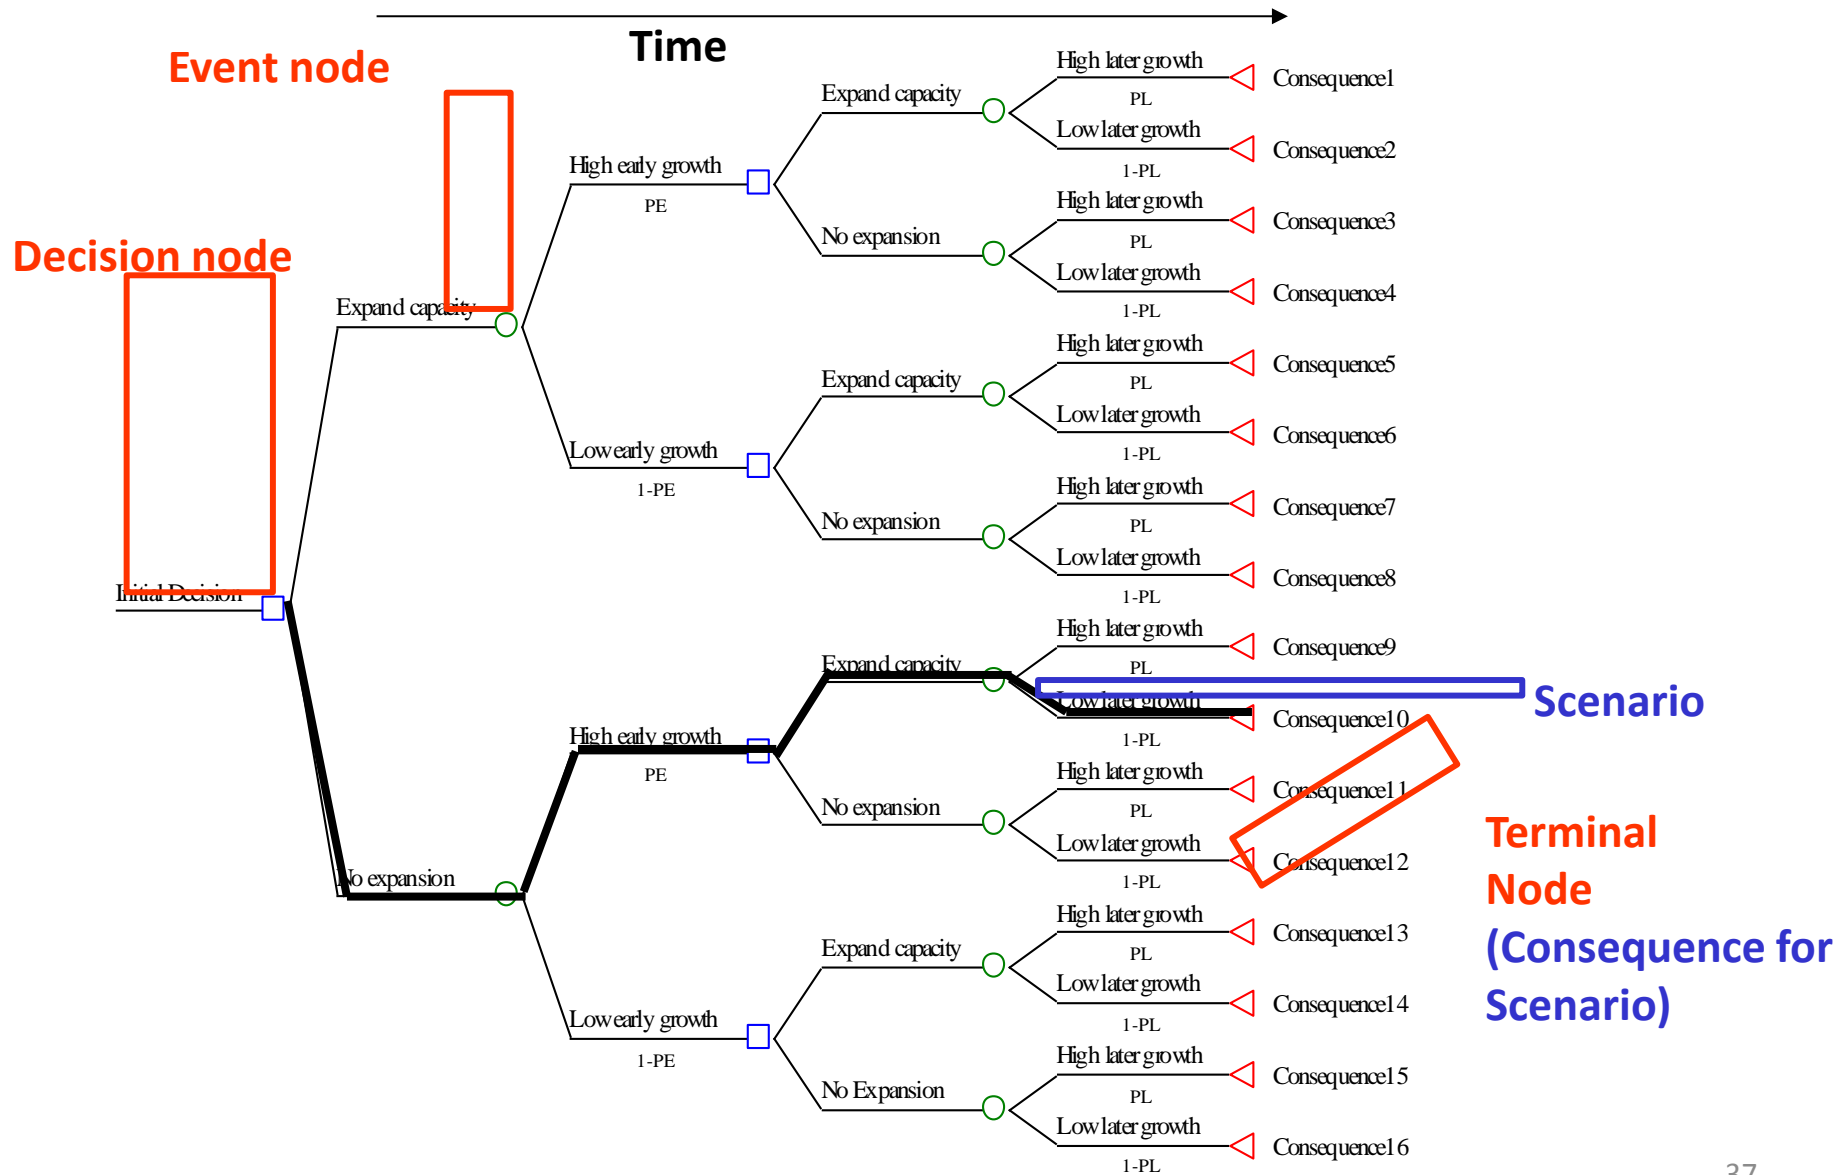 Time
Event node
High later growth
Consequence1
Expand capacity
PL
Low later growth
Consequence2
High early growth
1-PL
PE
High later growth
Consequence3
No expansion
PL
Decision node
Low later growth
Consequence4
Expand capacity
1-PL
High later growth
Consequence5
Expand capacity
PL
Low later growth
Consequence6
Low early growth
1-PL
1-PE
High later growth
Consequence7
No expansion
PL
Low later growth
Consequence8
Initial Decision
1-PL
High later growth
Consequence9
Expand capacity
PL
Scenario
Low later growth
Consequence10
High early growth
1-PL
PE
High later growth
Consequence11
No expansion
PL
Terminal
Node
(Consequence for
Scenario)
Low later growth
Consequence12
No expansion
1-PL
High later growth
Consequence13
Expand capacity
PL
Low later growth
Consequence14
Low early growth
1-PL
1-PE
High later growth
Consequence15
No Expansion
PL
Low later growth
Consequence16
1-PL
37